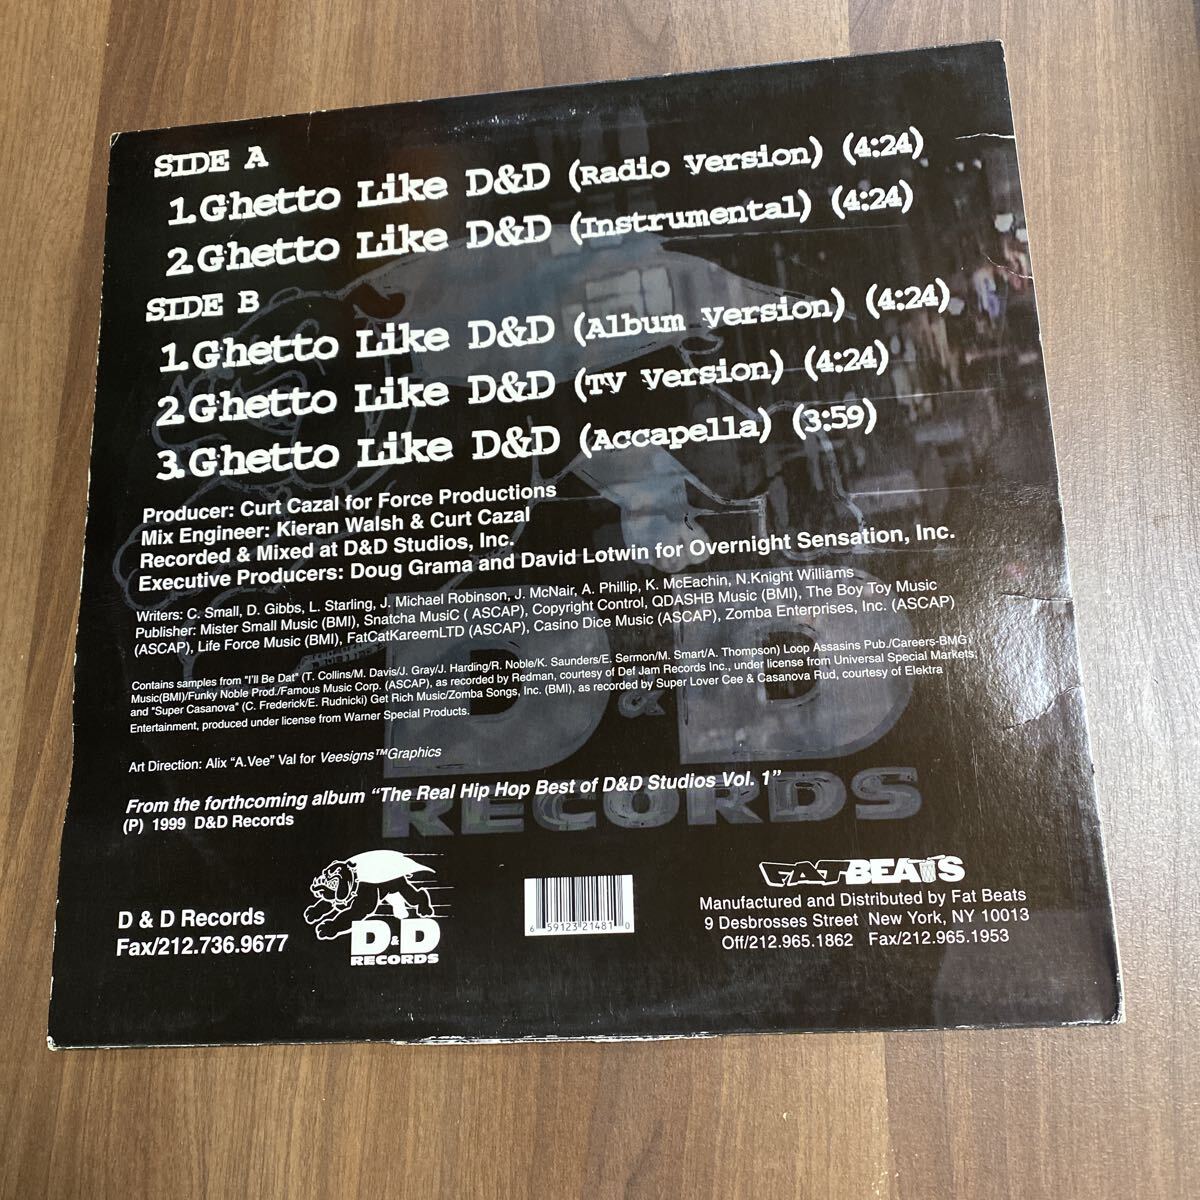 SIDE A
1. Ghetto Like D&D (Radio Version) (4:24)
2. Ghetto Like D&D (Instrumental) (4:24)
SIDE B
1. Ghetto Like D&D (Album Version) (4:24)
2. Ghetto Like D&D (TV Version) (4:24)
3. Ghetto Like D&D (Accapella) (3:59)
Producer: Curt Cazal for Force Productions
Mix Engineer: Kieran Walsh & Curt Cazal
Recorded & Mixed at D&D Studios, Inc.
Executive Producers: Doug Grama and David Lotwin for Overnight Sensation, Inc.
Writers: C. Small, D. Gibbs, L. Starling, J. Michael Robinson, J. McNair, A. Phillip, K. McEachin, N.Knight Williams
Publisher: Mister Small Music (BMI), Snatcha MusiC ( ASCAP), Copyright Control, QDASHB Music (BMI), The Boy Toy Music
(ASCAP), Life Force Music (BMI), FatCatKareemLTD (ASCAP), Casino Dice Music (ASCAP), Zomba Enterprises, Inc. (ASCAP)
Contains samples from "I'll Be Dat" (T. Collins/M. Davis/J. Gray/J. Harding/R. Noble/K. Saunders/E. Sermon/M. Smart/A. Thompson) Loop Assasins Pub./Careers-BMG
Music(BMI)/Funky Noble Prod./Famous Music Corp. (ASCAP), as recorded by Redman, courtesy of Def Jam Records Inc., under license from Universal Special Markets;
and "Super Casanova" (C. Frederick/E. Rudnicki) Get Rich Music/Zomba Songs, Inc. (BMI), as recorded by Super Lover Cee & Casanova Rud, courtesy of Elektra
Entertainment, produced under license from Warner Special Products.
Art Direction: Alix "A.Vee" Val for Veesigns™Graphics
From the forthcoming album "The Real Hip Hop Best of D&D Studios Vol. 1"
(P) 1999 D&D Records
D&D
RECORDS
D & D Records
Fax/212.736.9677
D&D
RECORDS
6 59123 21481 0
FAT BEATS
Manufactured and Distributed by Fat Beats
9 Desbrosses Street New York, NY 10013
Off/212.965.1862 Fax/212.965.1953